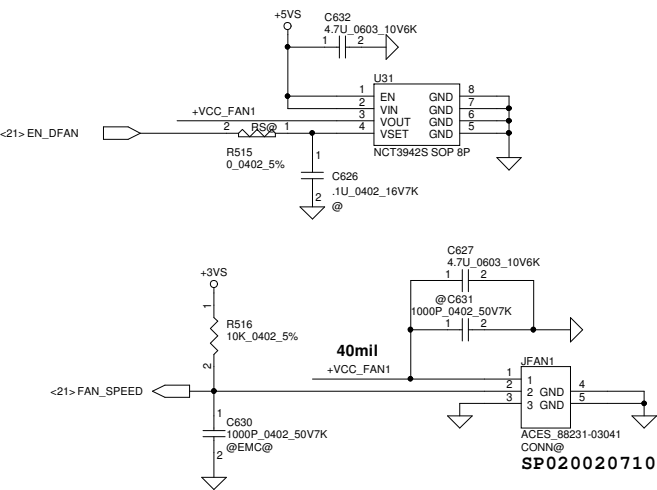 +5VS
C632
4.7U_0603_10V6K
1 2
U31
1 EN GND 8
2 VIN GND 7
+VCC_FAN1 3 VOUT GND 6
<21> EN_DFAN 2 RS@ 1 4 VSET GND 5
R515
0_0402_5%
NCT3942S SOP 8P
1
C626
.1U_0402_16V7K
2
@
+3VS
1
R516
10K_0402_5%
2
C627
4.7U_0603_10V6K
1 2
@C631
1000P_0402_50V7K
1 2
40mil
+VCC_FAN1
JFAN1
1 1
<21> FAN_SPEED 2 2 GND 4
3 3 GND 5
1
C630
1000P_0402_50V7K
@EMC@
2
ACES_88231-03041
CONN@
SP020020710